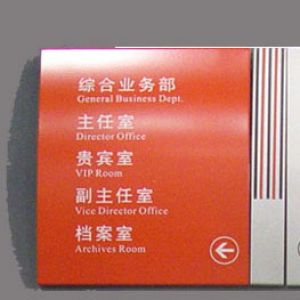 综合业务部
General Business Dept.
主任室
Director Office
贵宾室
VIP Room
副主任室
Vice Director Office
档案室
Archives Room